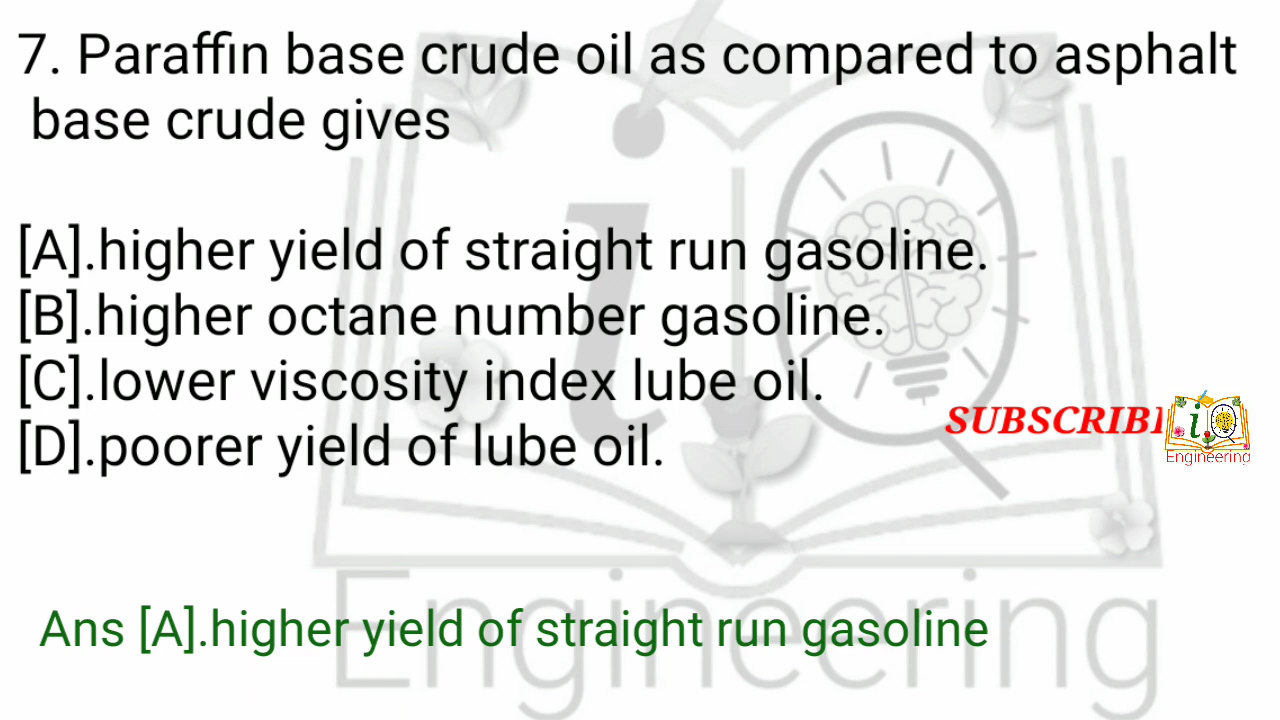 7. Paraffin base crude oil as compared to asphalt
base crude gives
[A].higher yield of straight run gasoline.
[B].higher octane number gasoline.
[C].lower viscosity index lube oil.
[D].poorer yield of lube oil.
SUBSCRIBE
i
Engineering
Ans [A].higher yield of straight run gasoline
i
Engineering